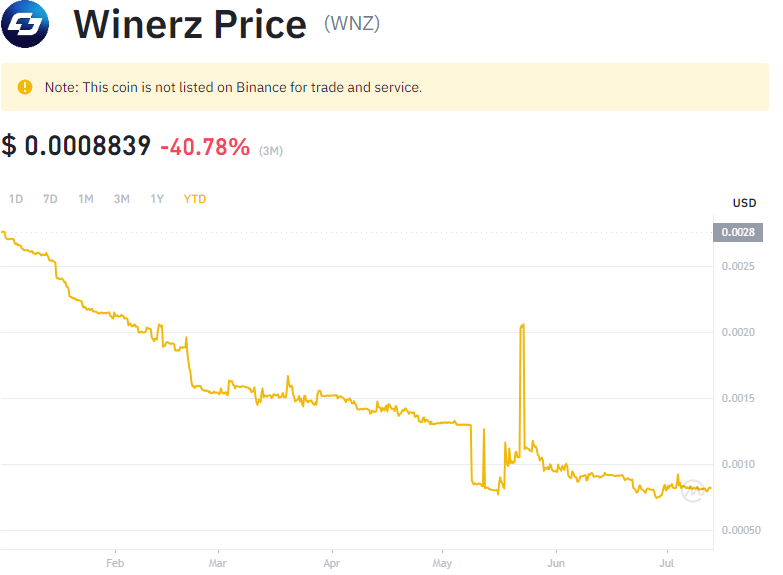 Winerz Price (WNZ)
Note: This coin is not listed on Binance for trade and service.
$ 0.0008839 -40.78% (3M)
1D 7D 1M 3M 1Y YTD
USD
0.0028
0.0025
0.0020
0.0015
0.0010
0.00050
Feb Mar Apr May Jun Jul